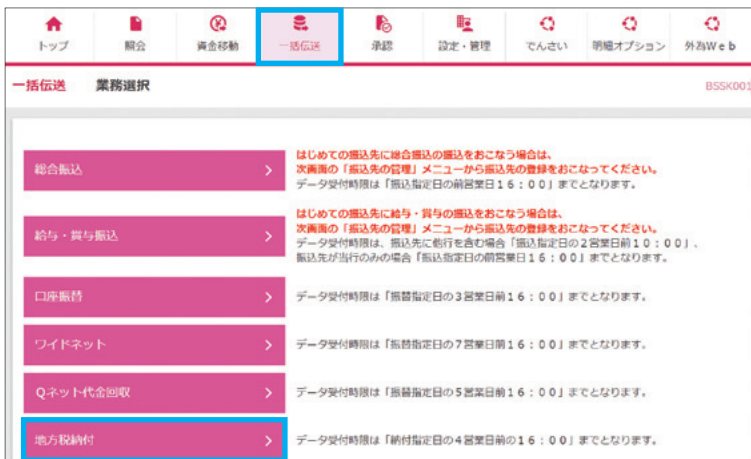 トップ 照会 資金移動 一括伝送 承認 設定・管理 でんさい 明細オプション 外為Ｗｅｂ
一括伝送 業務選択 BSSK001
総合振込
はじめての振込先に総合振込の振込をおこなう場合は、
次画面の「振込先の管理」メニューから振込先の登録をおこなってください。
データ受付時限は「振込指定日の前営業日１６：００」までとなります。
給与・賞与振込
はじめての振込先に給与・賞与の振込をおこなう場合は、
次画面の「振込先の管理」メニューから振込先の登録をおこなってください。
データ受付時限は、振込先に他行を含む場合「振込指定日の２営業日前１０：００」、
振込先が当行のみの場合「振込指定日の前営業日１６：００」までとなります。
口座振替
データ受付時限は「振替指定日の３営業日前１６：００」までとなります。
ワイドネット
データ受付時限は「振替指定日の７営業日前１６：００」までとなります。
Ｑネット代金回収
データ受付時限は「振替指定日の５営業日前１６：００」までとなります。
地方税納付
データ受付時限は「納付指定日の４営業日前の１６：００」までとなります。